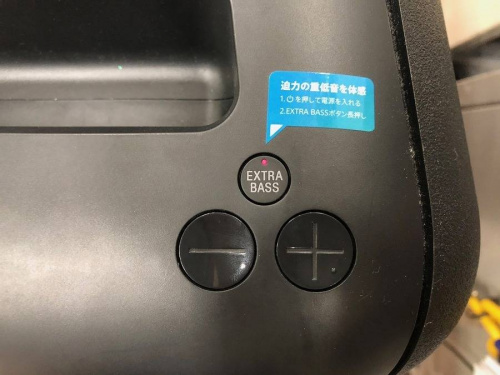 迫力の重低音を体感
1.⏻を押して電源を入れる
2.EXTRA BASSボタン長押し
EXTRA
BASS